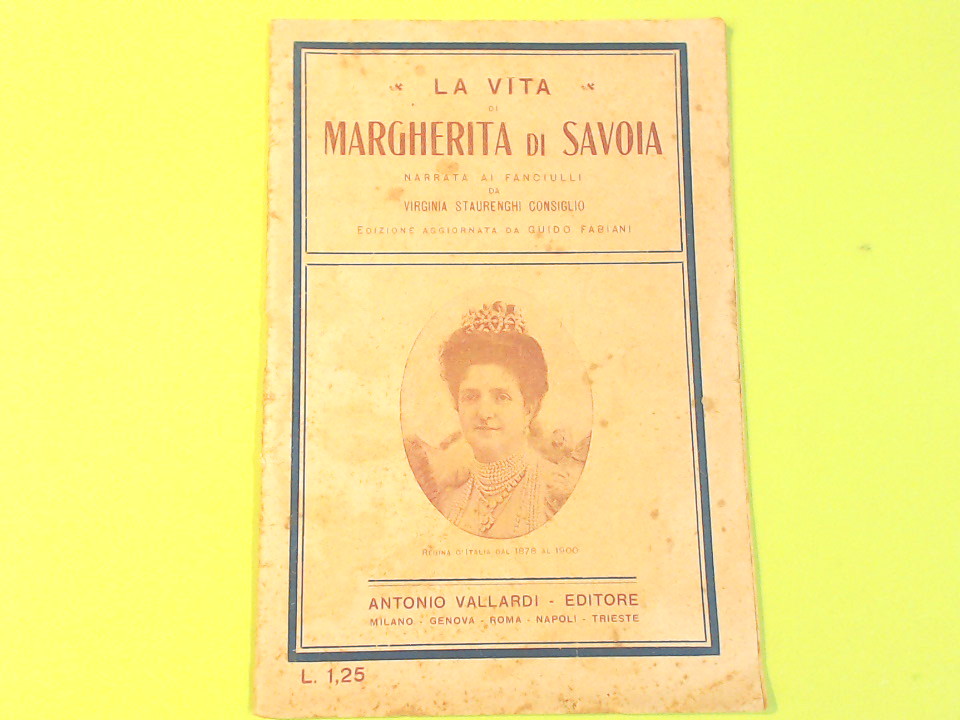 LA VITA
DI
MARGHERITA DI SAVOIA
NARRATA AI FANCIULLI
DA
VIRGINIA STAURENGHI CONSIGLIO
EDIZIONE AGGIORNATA DA GUIDO FABIANI
REGINA D'ITALIA DAL 1878 AL 1900
ANTONIO VALLARDI - EDITORE
MILANO - GENOVA - ROMA - NAPOLI - TRIESTE
L. 1,25